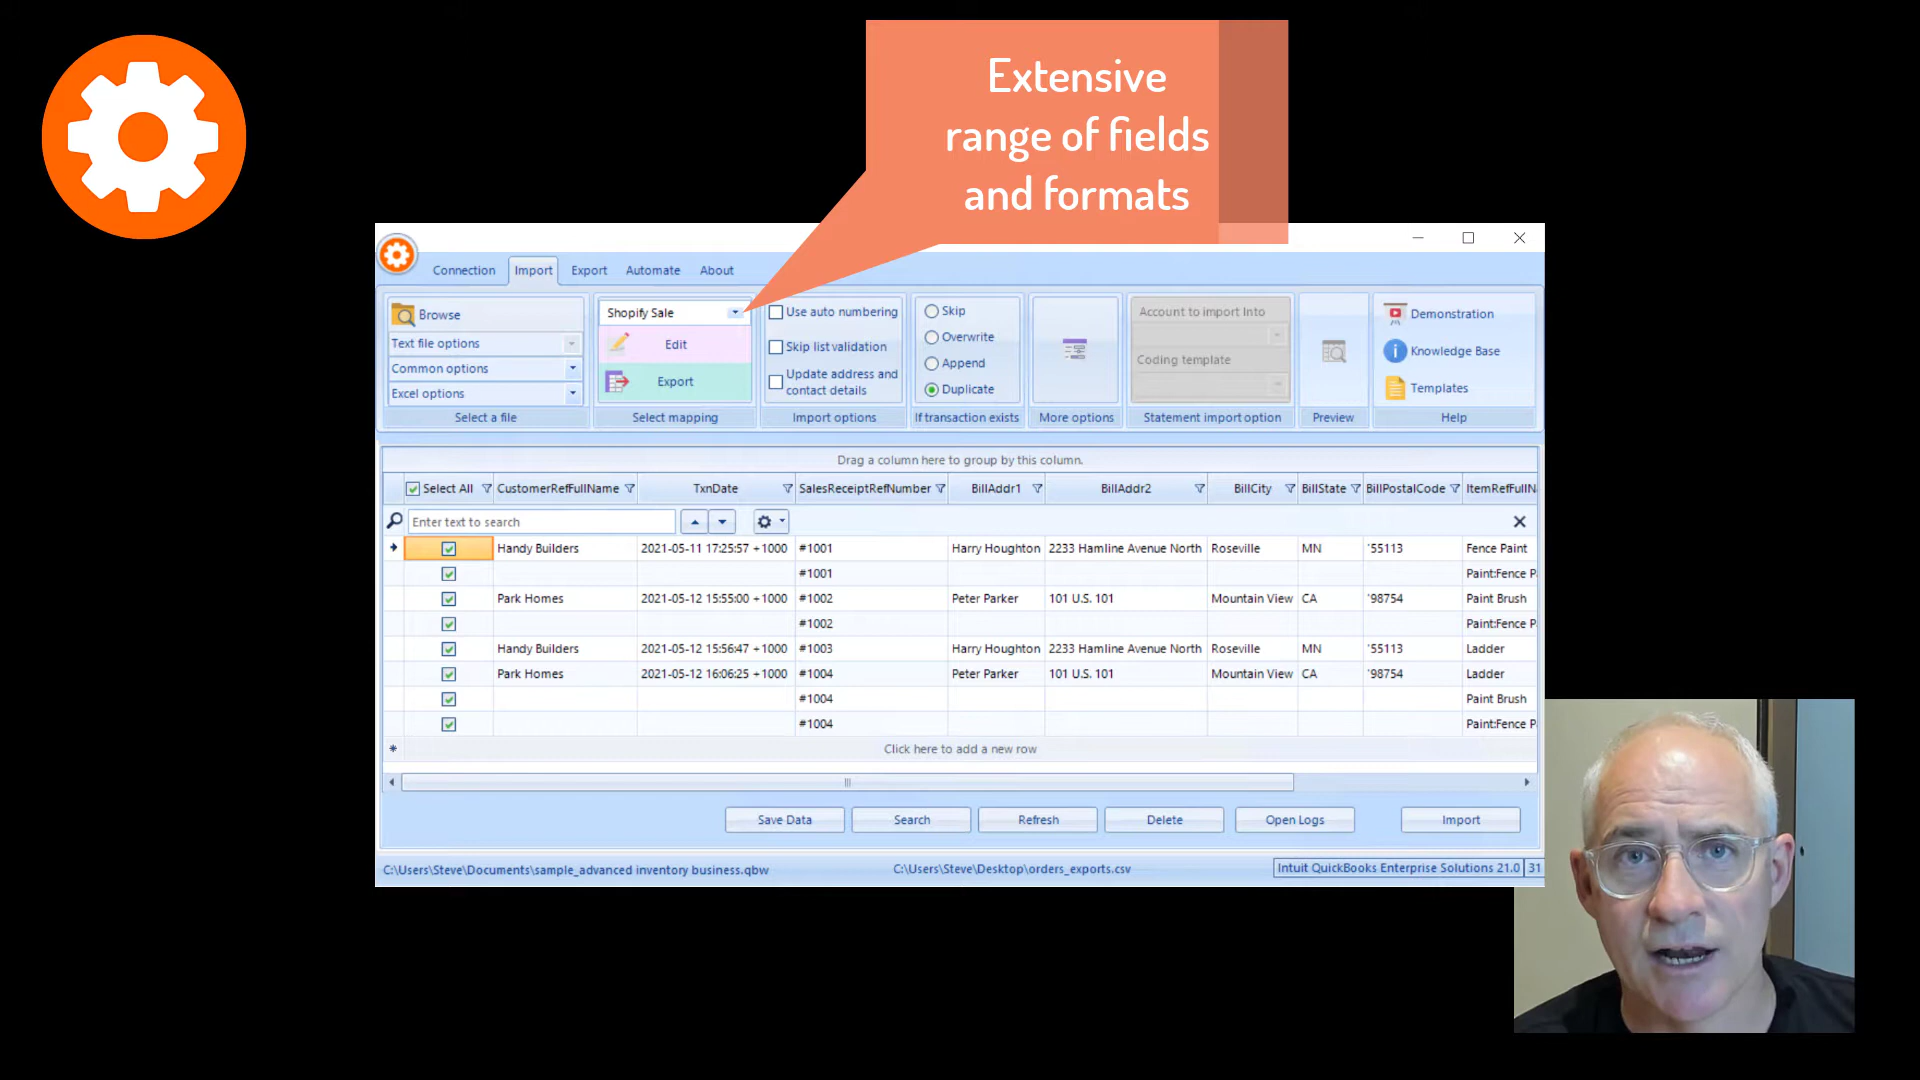 Extensive
range of fields
and formats
Connection Import Export Automate About
Browse
Text file options
Common options
Excel options
Select a file
Shopify Sale
Edit
Export
Select mapping
Use auto numbering
Skip list validation
Update address and
contact details
Import options
Skip
Overwrite
Append
Duplicate
If transaction exists
More options
Account to import Into
Coding template
Statement import option
Preview
Demonstration
Knowledge Base
Templates
Help
Drag a column here to group by this column.
Select All CustomerRefFullName TxnDate SalesReceiptRefNumber BillAddr1 BillAddr2 BillCity BillState BillPostalCode ItemRefFullN
Enter text to search
Handy Builders 2021-05-11 17:25:57 +1000 #1001 Harry Houghton 2233 Hamline Avenue North Roseville MN '55113 Fence Paint
#1001 Paint:Fence P
Park Homes 2021-05-12 15:55:00 +1000 #1002 Peter Parker 101 U.S. 101 Mountain View CA '98754 Paint Brush
#1002 Paint:Fence P
Handy Builders 2021-05-12 15:56:47 +1000 #1003 Harry Houghton 2233 Hamline Avenue North Roseville MN '55113 Ladder
Park Homes 2021-05-12 16:06:25 +1000 #1004 Peter Parker 101 U.S. 101 Mountain View CA '98754 Ladder
#1004 Paint Brush
#1004 Paint:Fence P
Click here to add a new row
Save Data Search Refresh Delete Open Logs Import
C:\Users\Steve\Documents\sample_advanced inventory business.qbw C:\Users\Steve\Desktop\orders_exports.csv Intuit QuickBooks Enterprise Solutions 21.0 31